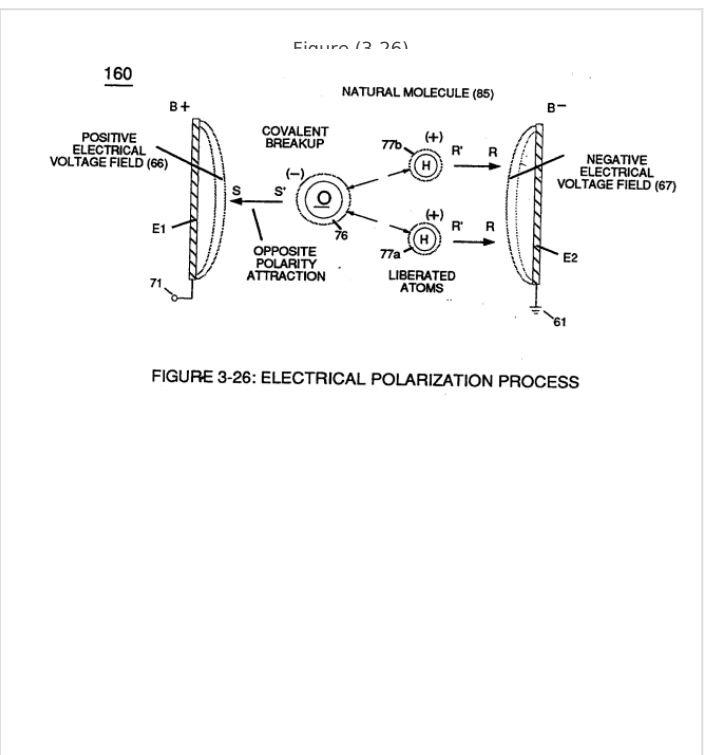 Figure (3-26)
160
NATURAL MOLECULE (85)
B+
B−
POSITIVE
ELECTRICAL
VOLTAGE FIELD (66)
COVALENT
BREAKUP
77b
(+)
H
R'
R
NEGATIVE
ELECTRICAL
VOLTAGE FIELD (67)
(-)
S
S'
O
76
E1
OPPOSITE
POLARITY
ATTRACTION
(+)
H
R'
R
77a
LIBERATED
ATOMS
E2
71
61
FIGURE 3-26: ELECTRICAL POLARIZATION PROCESS